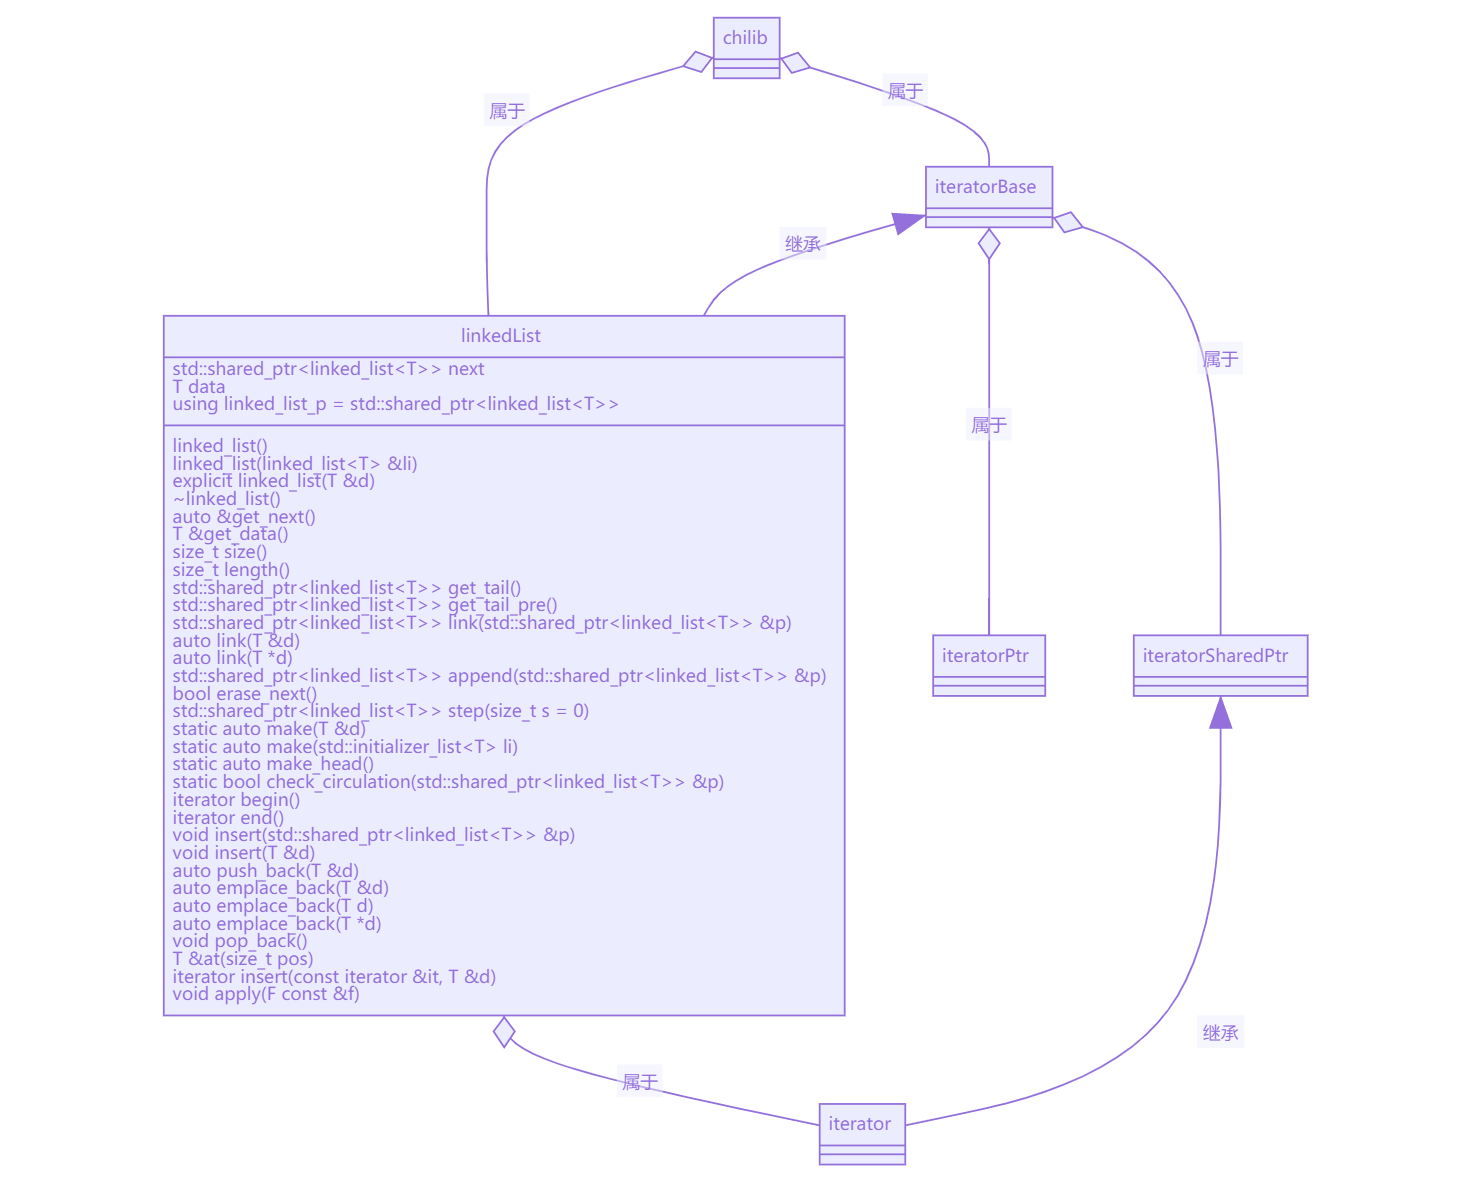 chilib
属于
属于
iteratorBase
继承
linkedList
std::shared_ptr<linked_list<T>> next
T data
using linked_list_p = std::shared_ptr<linked_list<T>>
linked_list()
linked_list(linked_list<T> &li)
explicit linked_list(T &d)
~linked_list()
auto &get_next()
T &get_data()
size_t size()
size_t length()
std::shared_ptr<linked_list<T>> get_tail()
std::shared_ptr<linked_list<T>> get_tail_pre()
std::shared_ptr<linked_list<T>> link(std::shared_ptr<linked_list<T>> &p)
auto link(T &d)
auto link(T *d)
std::shared_ptr<linked_list<T>> append(std::shared_ptr<linked_list<T>> &p)
bool erase_next()
std::shared_ptr<linked_list<T>> step(size_t s = 0)
static auto make(T &d)
static auto make(std::initializer_list<T> li)
static auto make_head()
static bool check_circulation(std::shared_ptr<linked_list<T>> &p)
iterator begin()
iterator end()
void insert(std::shared_ptr<linked_list<T>> &p)
void insert(T &d)
auto push_back(T &d)
auto emplace_back(T &d)
auto emplace_back(T d)
auto emplace_back(T *d)
void pop_back()
T &at(size_t pos)
iterator insert(const iterator &it, T &d)
void apply(F const &f)
属于
属于
iteratorPtr
iteratorSharedPtr
继承
属于
iterator